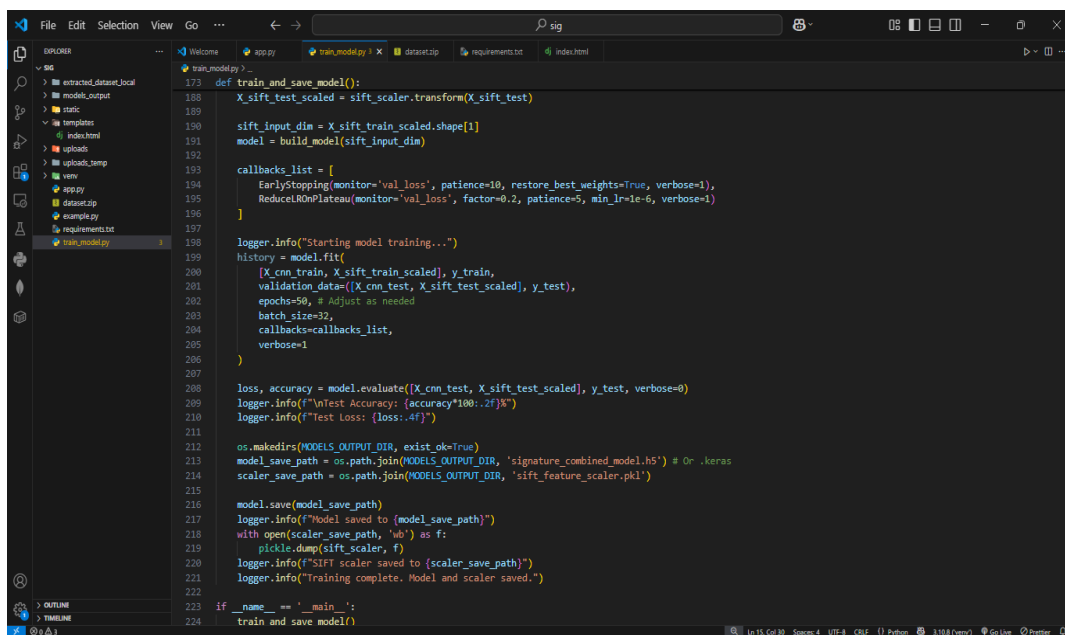 File Edit Selection View Go ··· sig
EXPLORER ···
SIG
extracted_dataset_local
models_output
static
templates
index.html
uploads
uploads_temp
venv
app.py
dataset.zip
example.py
requirements.txt
train_model.py 3
OUTLINE
TIMELINE
Welcome app.py train_model.py 3 dataset.zip requirements.txt index.html
train_model.py > ...
173 def train_and_save_model():
188 X_sift_test_scaled = sift_scaler.transform(X_sift_test)
189
190 sift_input_dim = X_sift_train_scaled.shape[1]
191 model = build_model(sift_input_dim)
192
193 callbacks_list = [
194 EarlyStopping(monitor='val_loss', patience=10, restore_best_weights=True, verbose=1),
195 ReduceLROnPlateau(monitor='val_loss', factor=0.2, patience=5, min_lr=1e-6, verbose=1)
196 ]
197
198 logger.info("Starting model training...")
199 history = model.fit(
200 [X_cnn_train, X_sift_train_scaled], y_train,
201 validation_data=([X_cnn_test, X_sift_test_scaled], y_test),
202 epochs=50, # Adjust as needed
203 batch_size=32,
204 callbacks=callbacks_list,
205 verbose=1
206 )
207
208 loss, accuracy = model.evaluate([X_cnn_test, X_sift_test_scaled], y_test, verbose=0)
209 logger.info(f"\nTest Accuracy: {accuracy*100:.2f}%")
210 logger.info(f"Test Loss: {loss:.4f}")
211
212 os.makedirs(MODELS_OUTPUT_DIR, exist_ok=True)
213 model_save_path = os.path.join(MODELS_OUTPUT_DIR, 'signature_combined_model.h5') # Or .keras
214 scaler_save_path = os.path.join(MODELS_OUTPUT_DIR, 'sift_feature_scaler.pkl')
215
216 model.save(model_save_path)
217 logger.info(f"Model saved to {model_save_path}")
218 with open(scaler_save_path, 'wb') as f:
219 pickle.dump(sift_scaler, f)
220 logger.info(f"SIFT scaler saved to {scaler_save_path}")
221 logger.info("Training complete. Model and scaler saved.")
222
223 if __name__ == '__main__':
224 train_and_save_model()
0 3 Ln 15, Col 30 Spaces: 4 UTF-8 CRLF {} Python 3.10.8 ('venv') Go Live Prettier